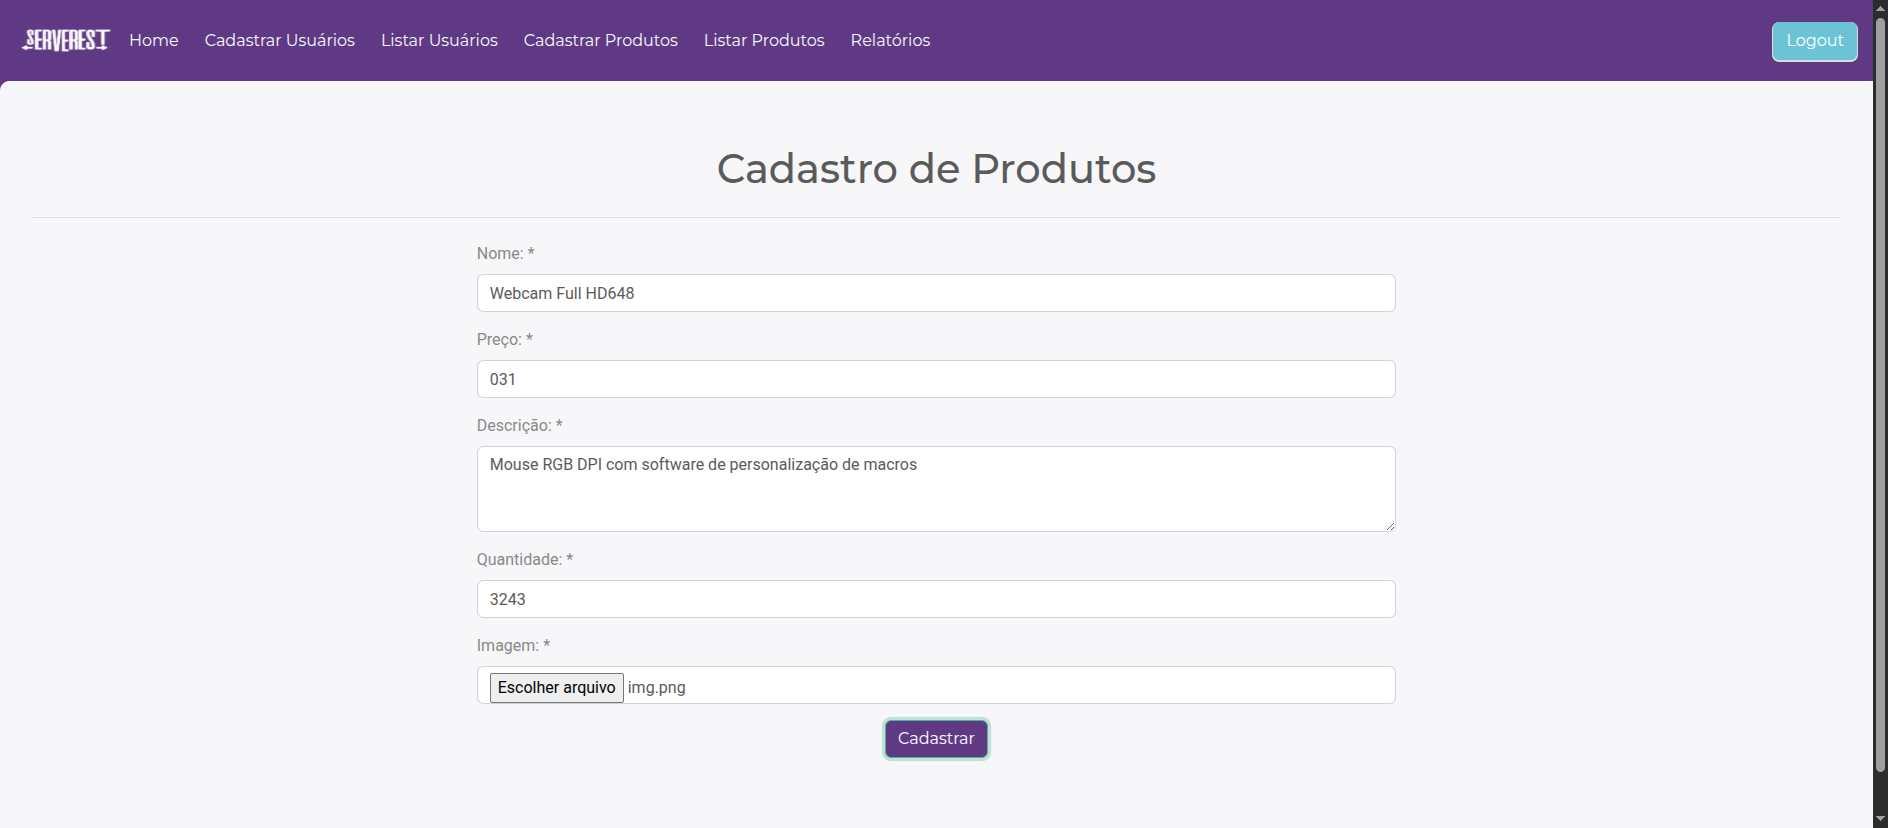 SERVEREST Home Cadastrar Usuários Listar Usuários Cadastrar Produtos Listar Produtos Relatórios Logout
Cadastro de Produtos
Nome: *
Webcam Full HD648
Preço: *
031
Descrição: *
Mouse RGB DPI com software de personalização de macros
Quantidade: *
3243
Imagem: *
Escolher arquivo img.png
Cadastrar